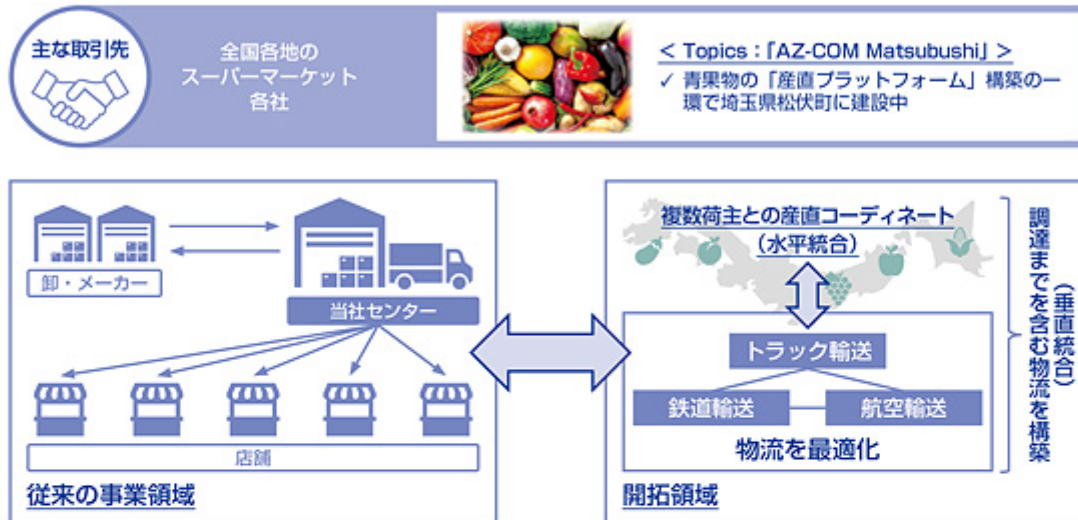 主な取引先
全国各地の
スーパーマーケット
各社
< Topics：「AZ-COM Matsubushi」 >
✓ 青果物の「産直プラットフォーム」構築の一
環で埼玉県松伏町に建設中
卸・メーカー
当社センター
店舗
従来の事業領域
複数荷主との産直コーディネート
（水平統合）
トラック輸送
鉄道輸送
航空輸送
物流を最適化
開拓領域
（垂直統合）
調達までを含む物流を構築